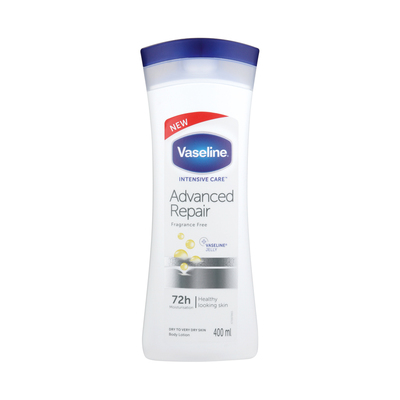 NEW
Vaseline
INTENSIVE CARE™
Advanced
Repair
Fragrance Free
VASELINE®
JELLY
72h
Healthy
looking skin
DRY TO VERY DRY SKIN
Body Lotion
400 ml